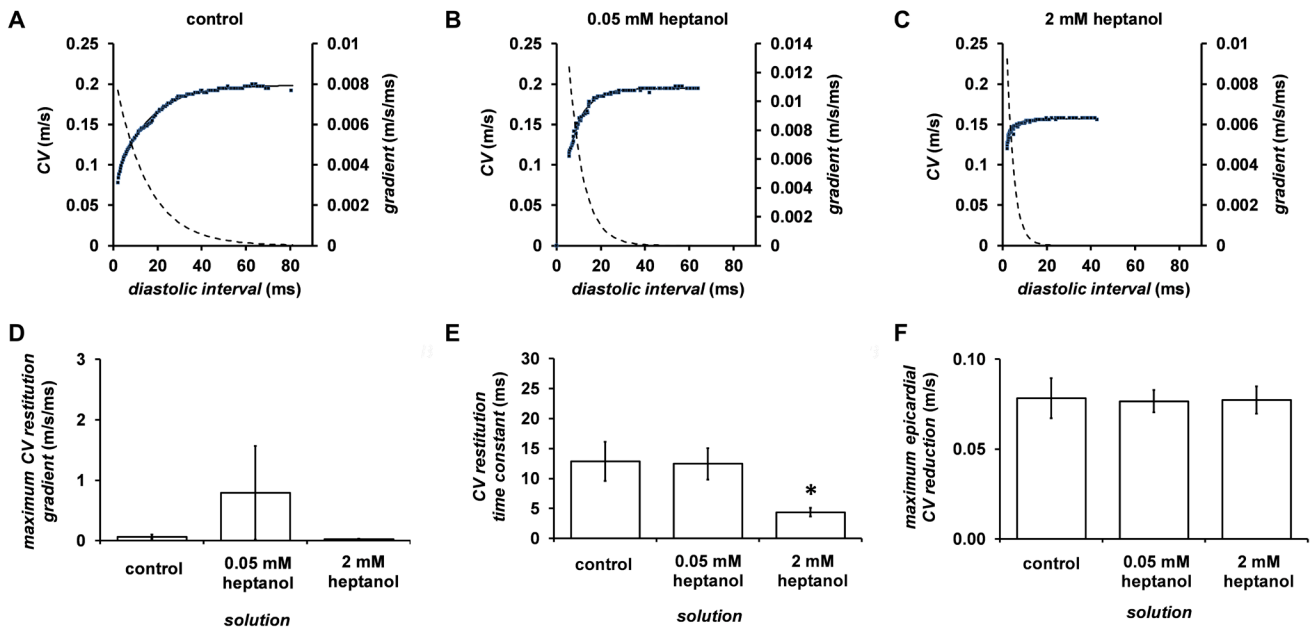 A
control
CV (m/s)
0.25
0.2
0.15
0.1
0.05
0
0.01
0.008
0.006
0.004
0.002
0
gradient (m/s/ms)
0 20 40 60 80
diastolic interval (ms)
B
0.05 mM heptanol
CV (m/s)
0.25
0.2
0.15
0.1
0.05
0
0.014
0.012
0.01
0.008
0.006
0.004
0.002
0
gradient (m/s/ms)
0 20 40 60 80
diastolic interval (ms)
C
2 mM heptanol
CV (m/s)
0.25
0.2
0.15
0.1
0.05
0
0.01
0.008
0.006
0.004
0.002
0
gradient (m/s/ms)
0 20 40 60 80
diastolic interval (ms)
D
maximum CV restitution
gradient (m/s/ms)
3
2
1
0
control 0.05 mM 2 mM
heptanol heptanol
solution
E
CV restitution
time constant (ms)
30
25
20
15
10
5
0
*
control 0.05 mM 2 mM
heptanol heptanol
solution
F
maximum epicardial
CV reduction (m/s)
0.10
0.05
0.00
control 0.05 mM 2 mM
heptanol heptanol
solution